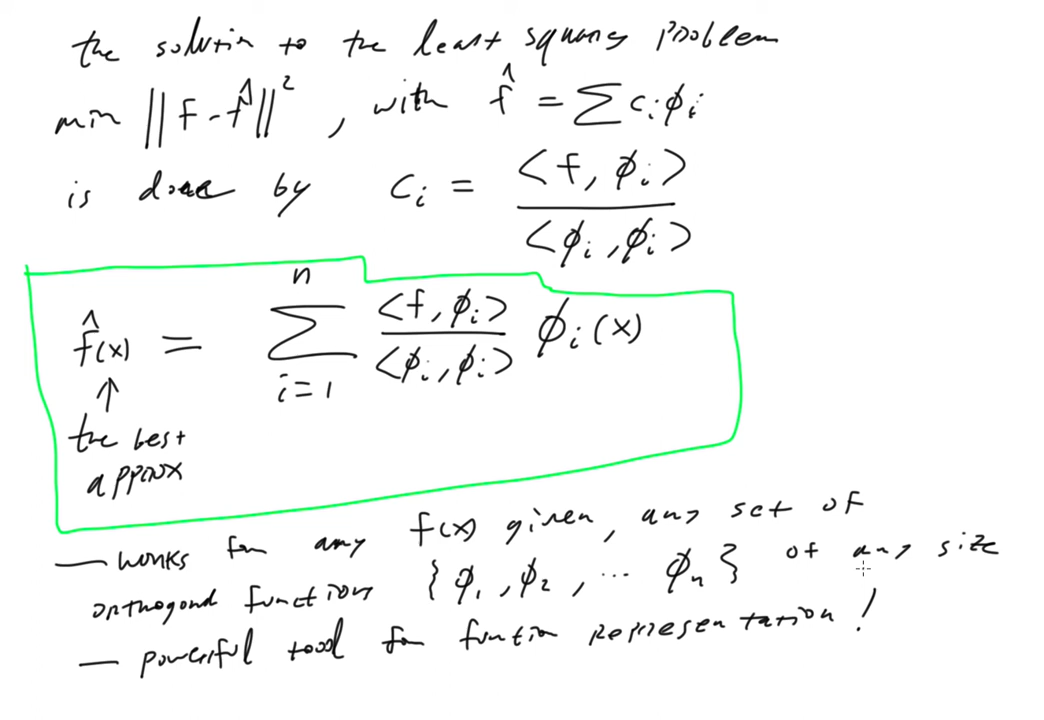 the solution to the least squares problem
min ||f - f̂||², with f̂ = ∑ cᵢϕᵢ
is done by cᵢ = <f, ϕᵢ> / <ϕᵢ, ϕᵢ>
f̂(x) = ∑ᵢ₌₁ⁿ <f, ϕᵢ> / <ϕᵢ, ϕᵢ> ϕᵢ(x)
↑
the best
approx
— works for any f(x) given, any set of
orthogonal functions {ϕ₁, ϕ₂, ... ϕₙ} of any size
— powerful tool for function representation!